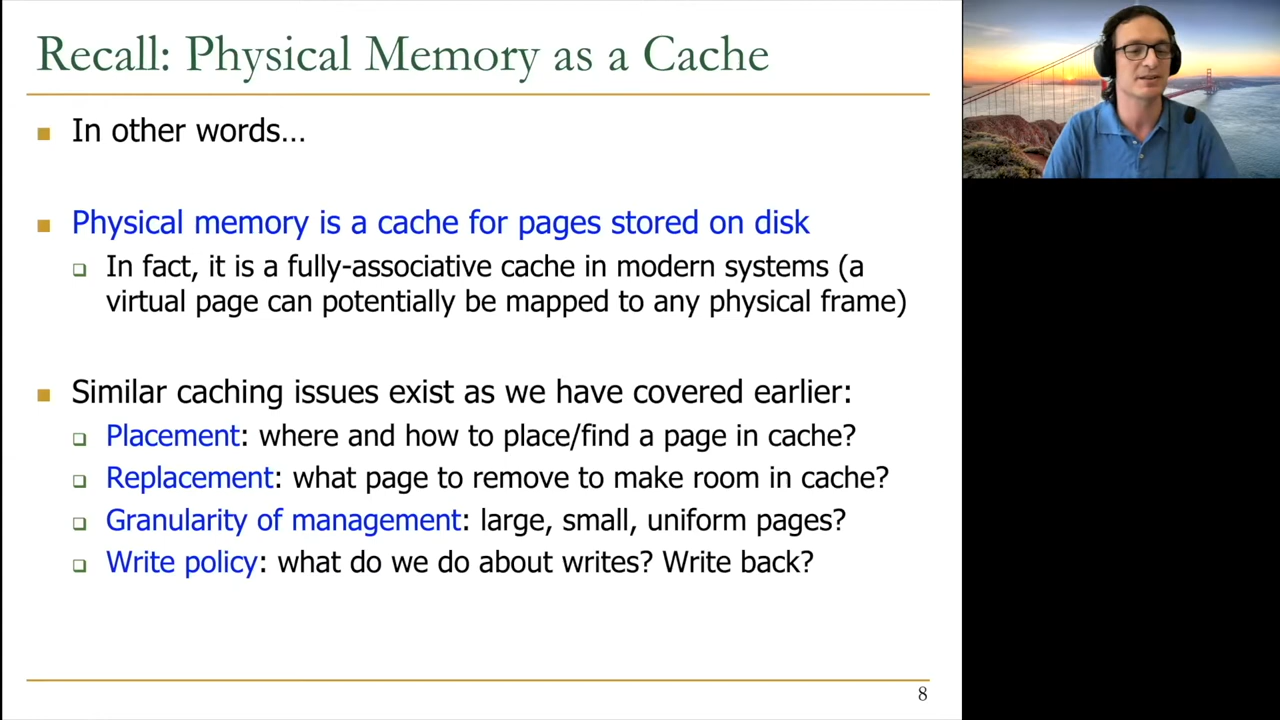 Recall: Physical Memory as a Cache
In other words…
Physical memory is a cache for pages stored on disk
In fact, it is a fully-associative cache in modern systems (a
virtual page can potentially be mapped to any physical frame)
Similar caching issues exist as we have covered earlier:
Placement: where and how to place/find a page in cache?
Replacement: what page to remove to make room in cache?
Granularity of management: large, small, uniform pages?
Write policy: what do we do about writes? Write back?
8